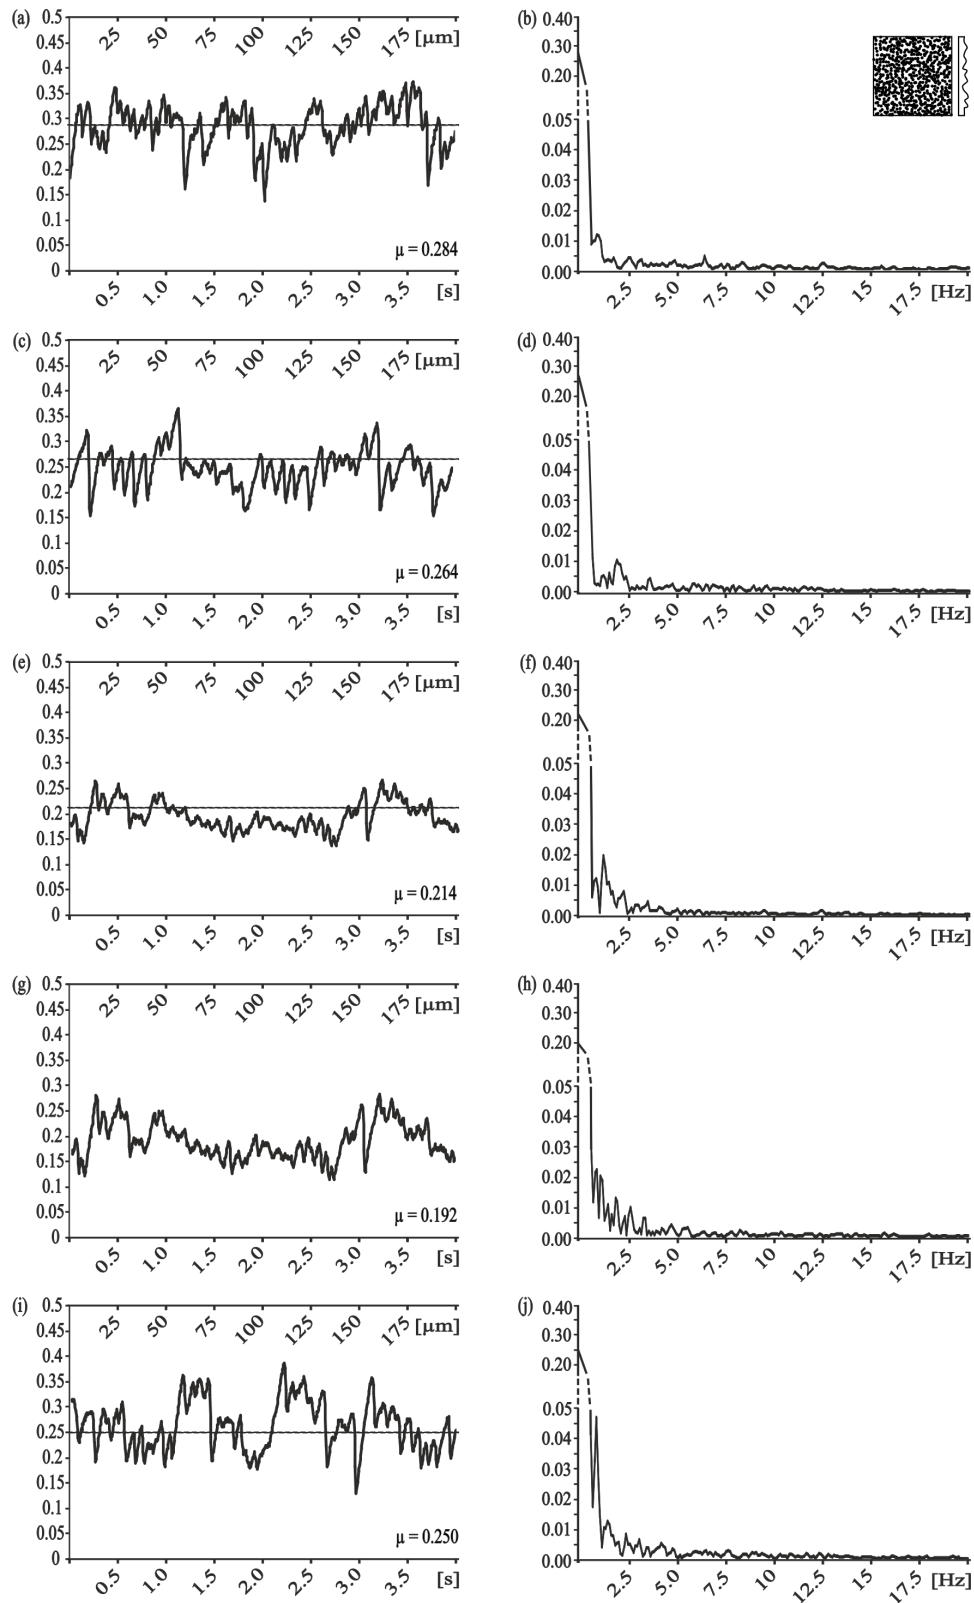 (a) 0.5 0.45 0.4 0.35 0.3 0.25 0.2 0.15 0.1 0.05 0
25 50 75 100 125 150 175 [µm]
µ = 0.284
0.5 1.0 1.5 2.0 2.5 3.0 3.5 [s]
(b) 0.40 0.30 0.20 0.05 0.04 0.03 0.02 0.01 0.00
2.5 5.0 7.5 10 12.5 15 17.5 [Hz]
(c) 0.5 0.45 0.4 0.35 0.3 0.25 0.2 0.15 0.1 0.05 0
25 50 75 100 125 150 175 [µm]
µ = 0.264
0.5 1.0 1.5 2.0 2.5 3.0 3.5 [s]
(d) 0.40 0.30 0.20 0.05 0.04 0.03 0.02 0.01 0.00
2.5 5.0 7.5 10 12.5 15 17.5 [Hz]
(e) 0.5 0.45 0.4 0.35 0.3 0.25 0.2 0.15 0.1 0.05 0
25 50 75 100 125 150 175 [µm]
µ = 0.214
0.5 1.0 1.5 2.0 2.5 3.0 3.5 [s]
(f) 0.40 0.30 0.20 0.05 0.04 0.03 0.02 0.01 0.00
2.5 5.0 7.5 10 12.5 15 17.5 [Hz]
(g) 0.5 0.45 0.4 0.35 0.3 0.25 0.2 0.15 0.1 0.05 0
25 50 75 100 125 150 175 [µm]
µ = 0.192
0.5 1.0 1.5 2.0 2.5 3.0 3.5 [s]
(h) 0.40 0.30 0.20 0.05 0.04 0.03 0.02 0.01 0.00
2.5 5.0 7.5 10 12.5 15 17.5 [Hz]
(i) 0.5 0.45 0.4 0.35 0.3 0.25 0.2 0.15 0.1 0.05 0
25 50 75 100 125 150 175 [µm]
µ = 0.250
0.5 1.0 1.5 2.0 2.5 3.0 3.5 [s]
(j) 0.40 0.30 0.20 0.05 0.04 0.03 0.02 0.01 0.00
2.5 5.0 7.5 10 12.5 15 17.5 [Hz]